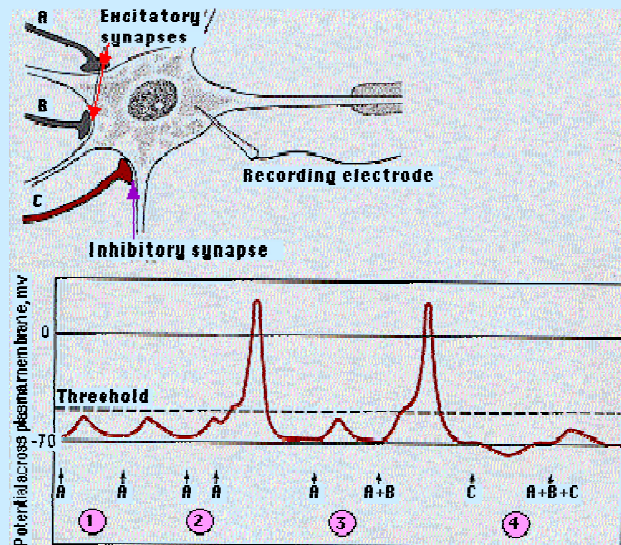 A
Excitatory
synapses
B
C
Recording electrode
Inhibitory synapse
Potential across plasma membrane, mv
0
Threshold
-70
A A A A A A+B C A+B+C
1 2 3 4